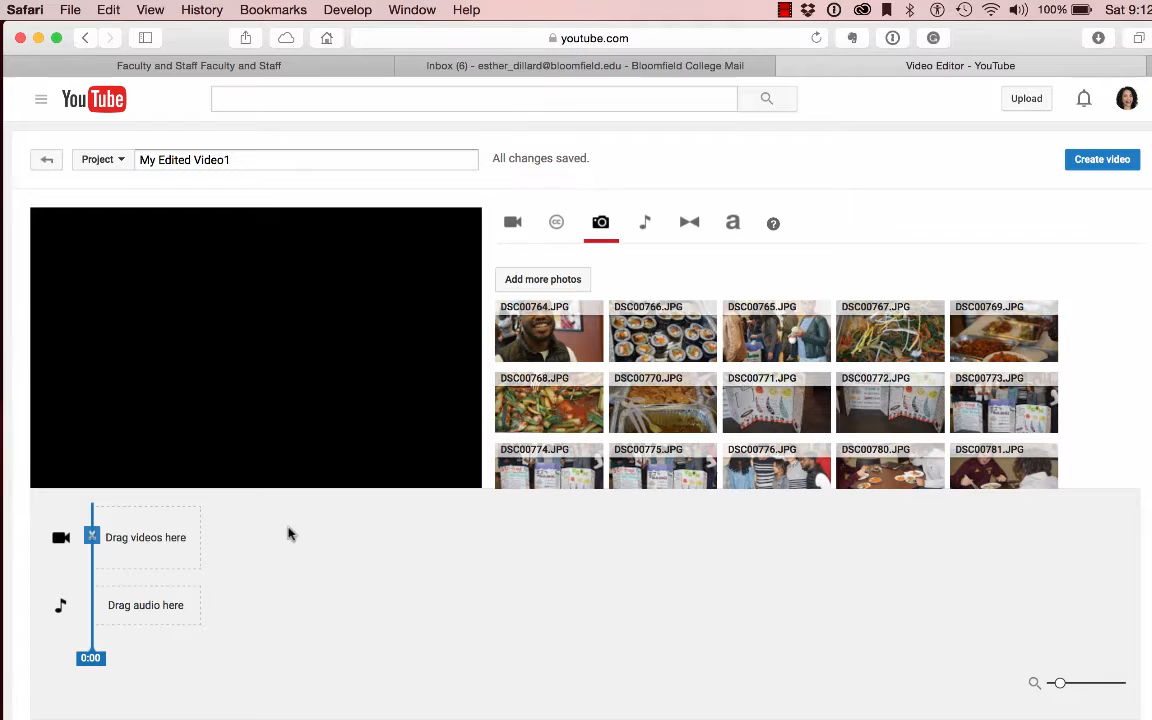 Safari File Edit View History Bookmarks Develop Window Help 100% Sat 9:12
youtube.com
Faculty and Staff Faculty and Staff
Inbox (6) - esther_dillard@bloomfield.edu - Bloomfield College Mail
Video Editor - YouTube
YouTube
Upload
Project
My Edited Video1
All changes saved.
Create video
CC
a
?
Add more photos
DSC00764.JPG DSC00766.JPG DSC00765.JPG DSC00767.JPG DSC00769.JPG
DSC00768.JPG DSC00770.JPG DSC00771.JPG DSC00772.JPG DSC00773.JPG
DSC00774.JPG DSC00775.JPG DSC00776.JPG DSC00780.JPG DSC00781.JPG
Drag videos here
Drag audio here
0:00